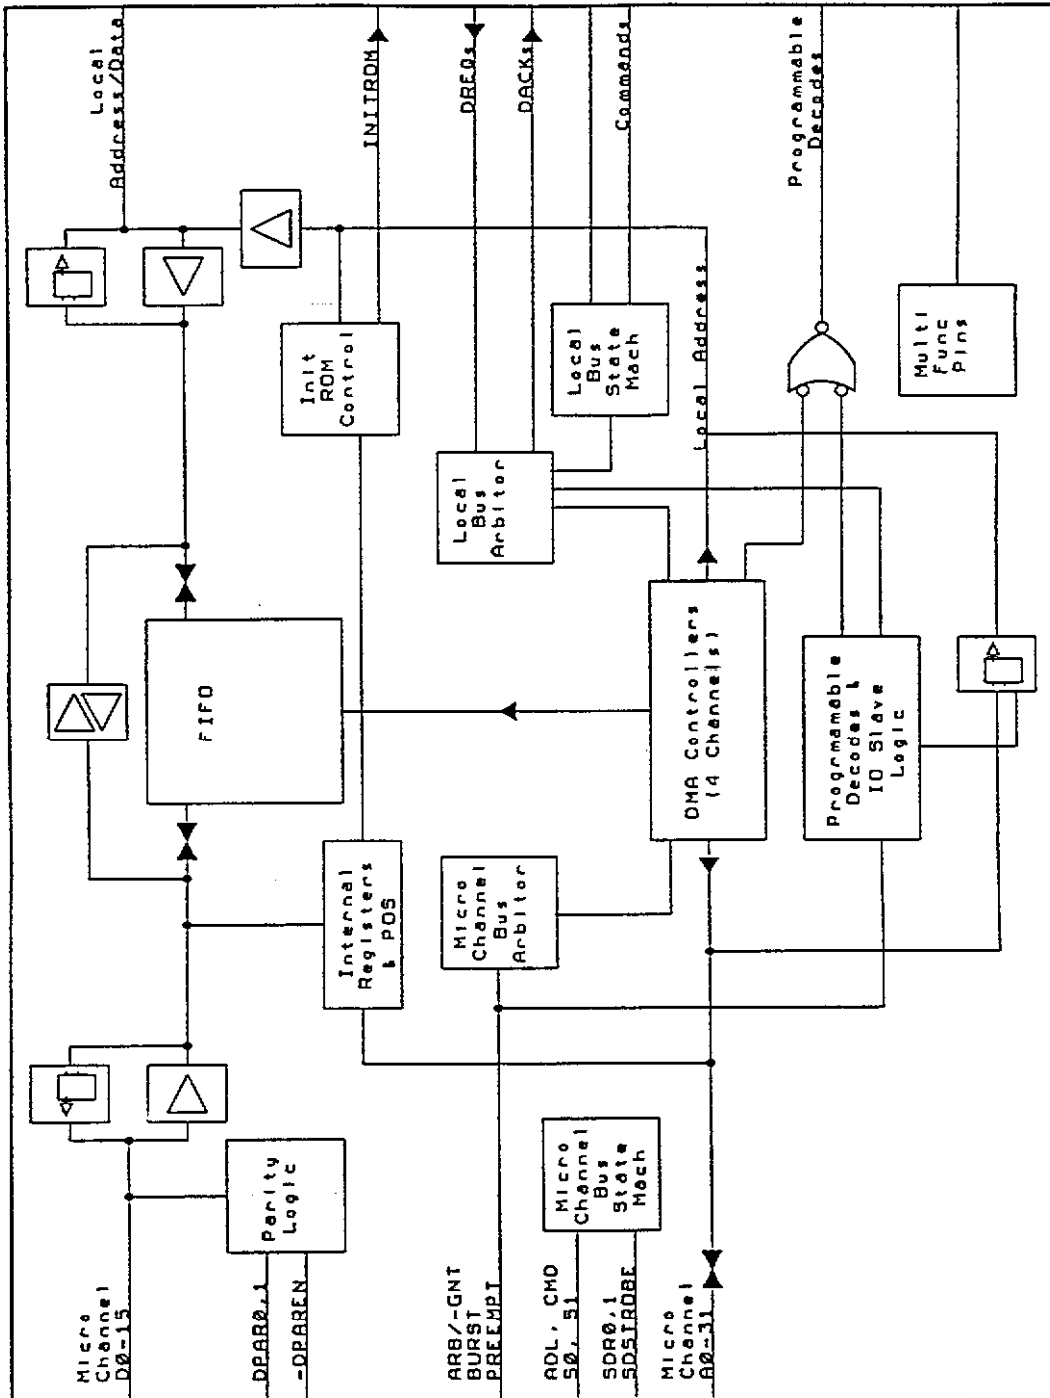 Micro
Channel
D0-15
DPAR0,1
-DPAREN
ARB/-GNT
BURST
PREEMPT
ADL, CMD
S0, S1
SDR0,1
SDSTROBE
Micro
Channel
A0-31
Parity
Logic
Micro
Channel
Bus
State
Mach
Internal
Registers
& POS
Micro
Channel
Bus
Arbitor
FIFO
DMA Controllers
(4 Channel(s)
Progrmamable
Decodes &
IO Slave
Logic
Init
ROM
Control
Local
Bus
Arbitor
Local
Bus
State
Mach
Local Address
Multi
Func
Pins
Local
Address/Data
INITROM
DREQs
DACKs
Commands
Programmable
Decodes